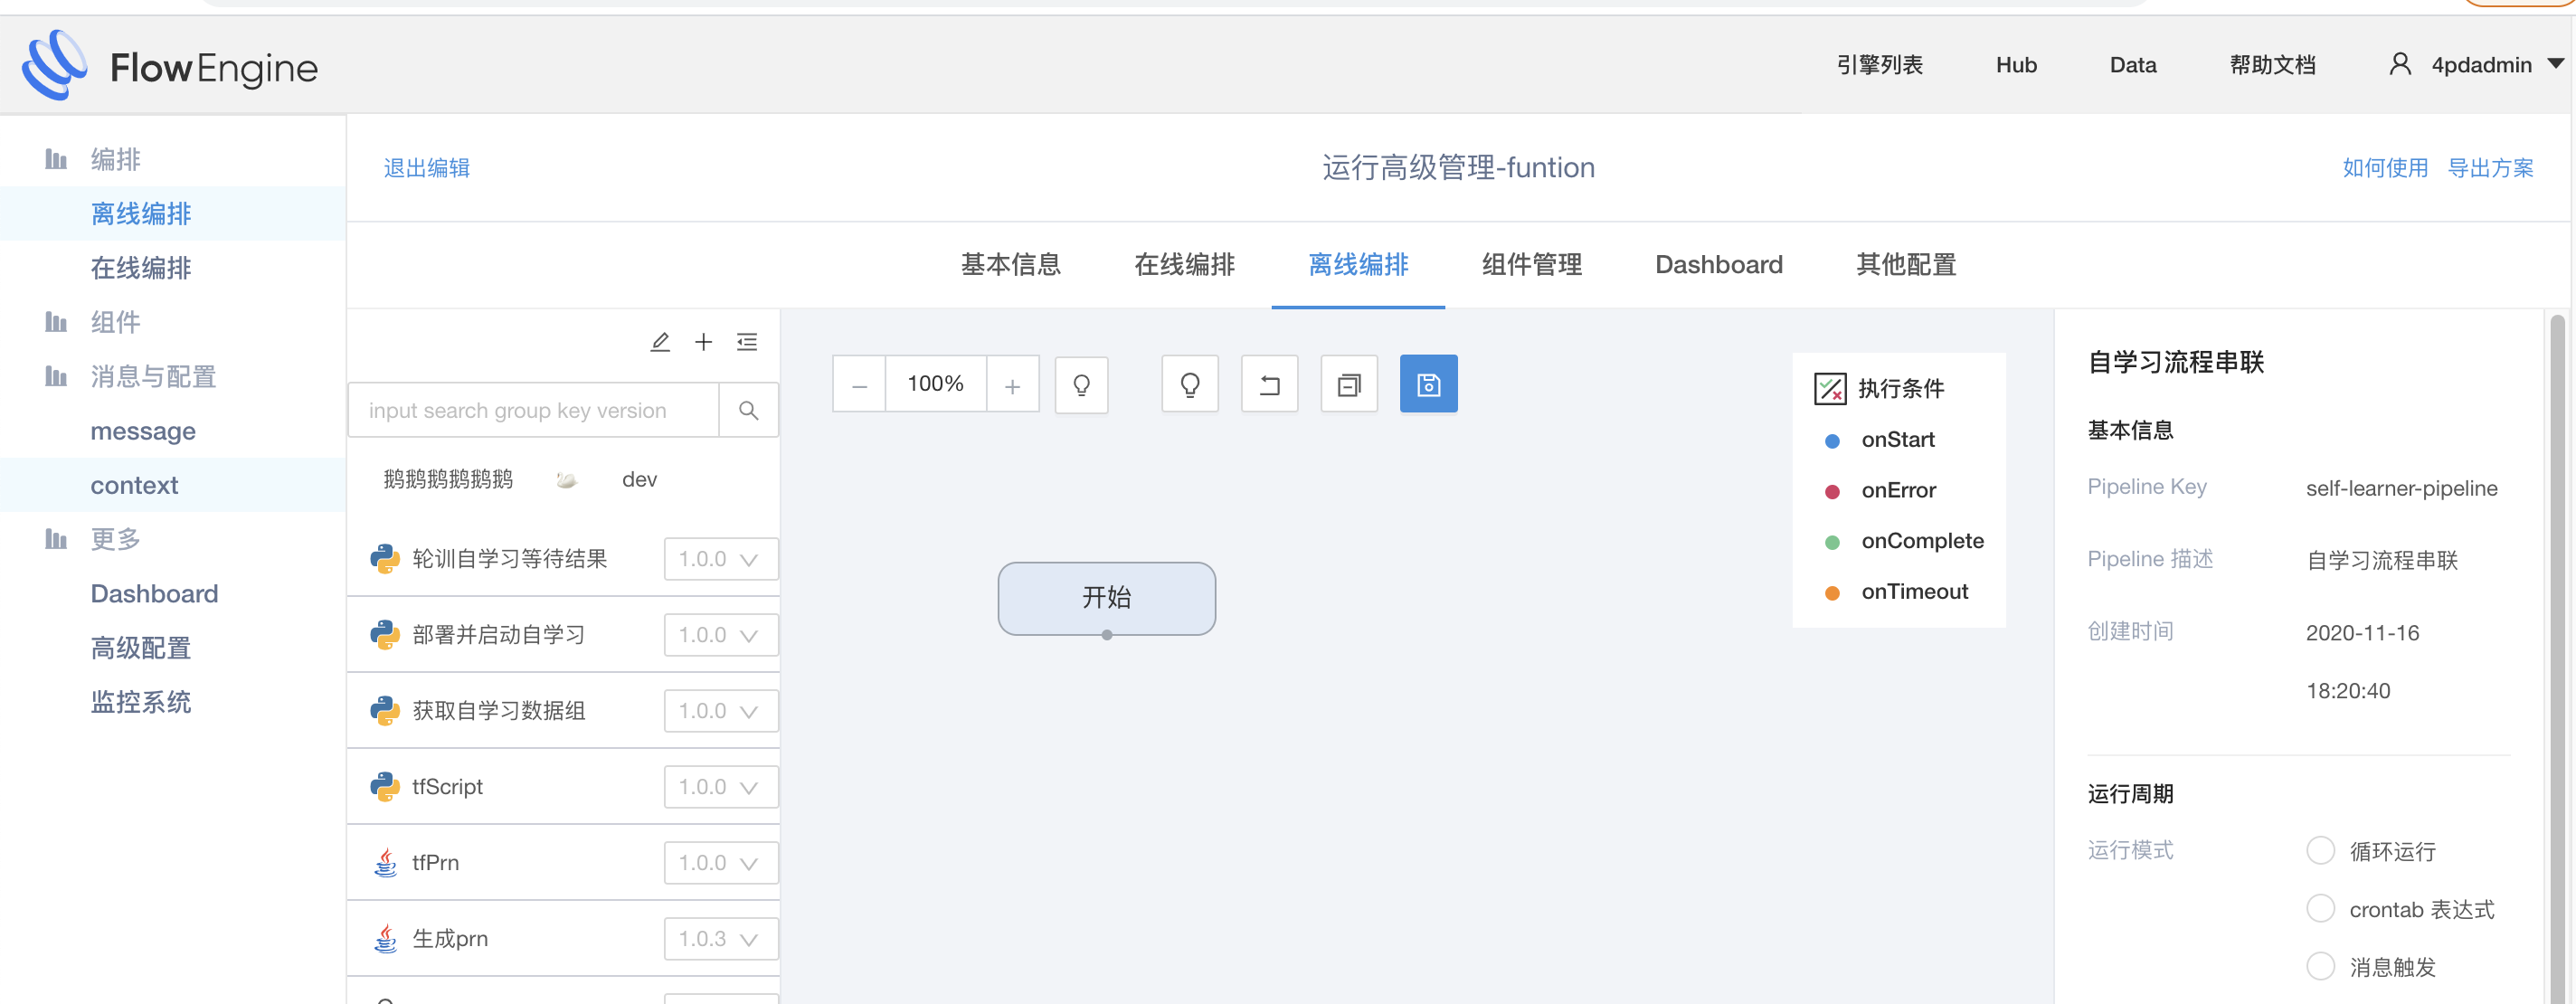 FlowEngine
引擎列表
Hub
Data
帮助文档
4pdadmin
编排
离线编排
在线编排
组件
消息与配置
message
context
更多
Dashboard
高级配置
监控系统
退出编辑
运行高级管理-funtion
如何使用
导出方案
基本信息
在线编排
离线编排
组件管理
Dashboard
其他配置
input search group key version
鹅鹅鹅鹅鹅鹅
dev
轮训自学习等待结果
1.0.0
部署并启动自学习
1.0.0
获取自学习数据组
1.0.0
tfScript
1.0.0
tfPrn
1.0.0
生成prn
1.0.3
100%
开始
执行条件
onStart
onError
onComplete
onTimeout
自学习流程串联
基本信息
Pipeline Key
self-learner-pipeline
Pipeline 描述
自学习流程串联
创建时间
2020-11-16
18:20:40
运行周期
运行模式
循环运行
crontab 表达式
消息触发